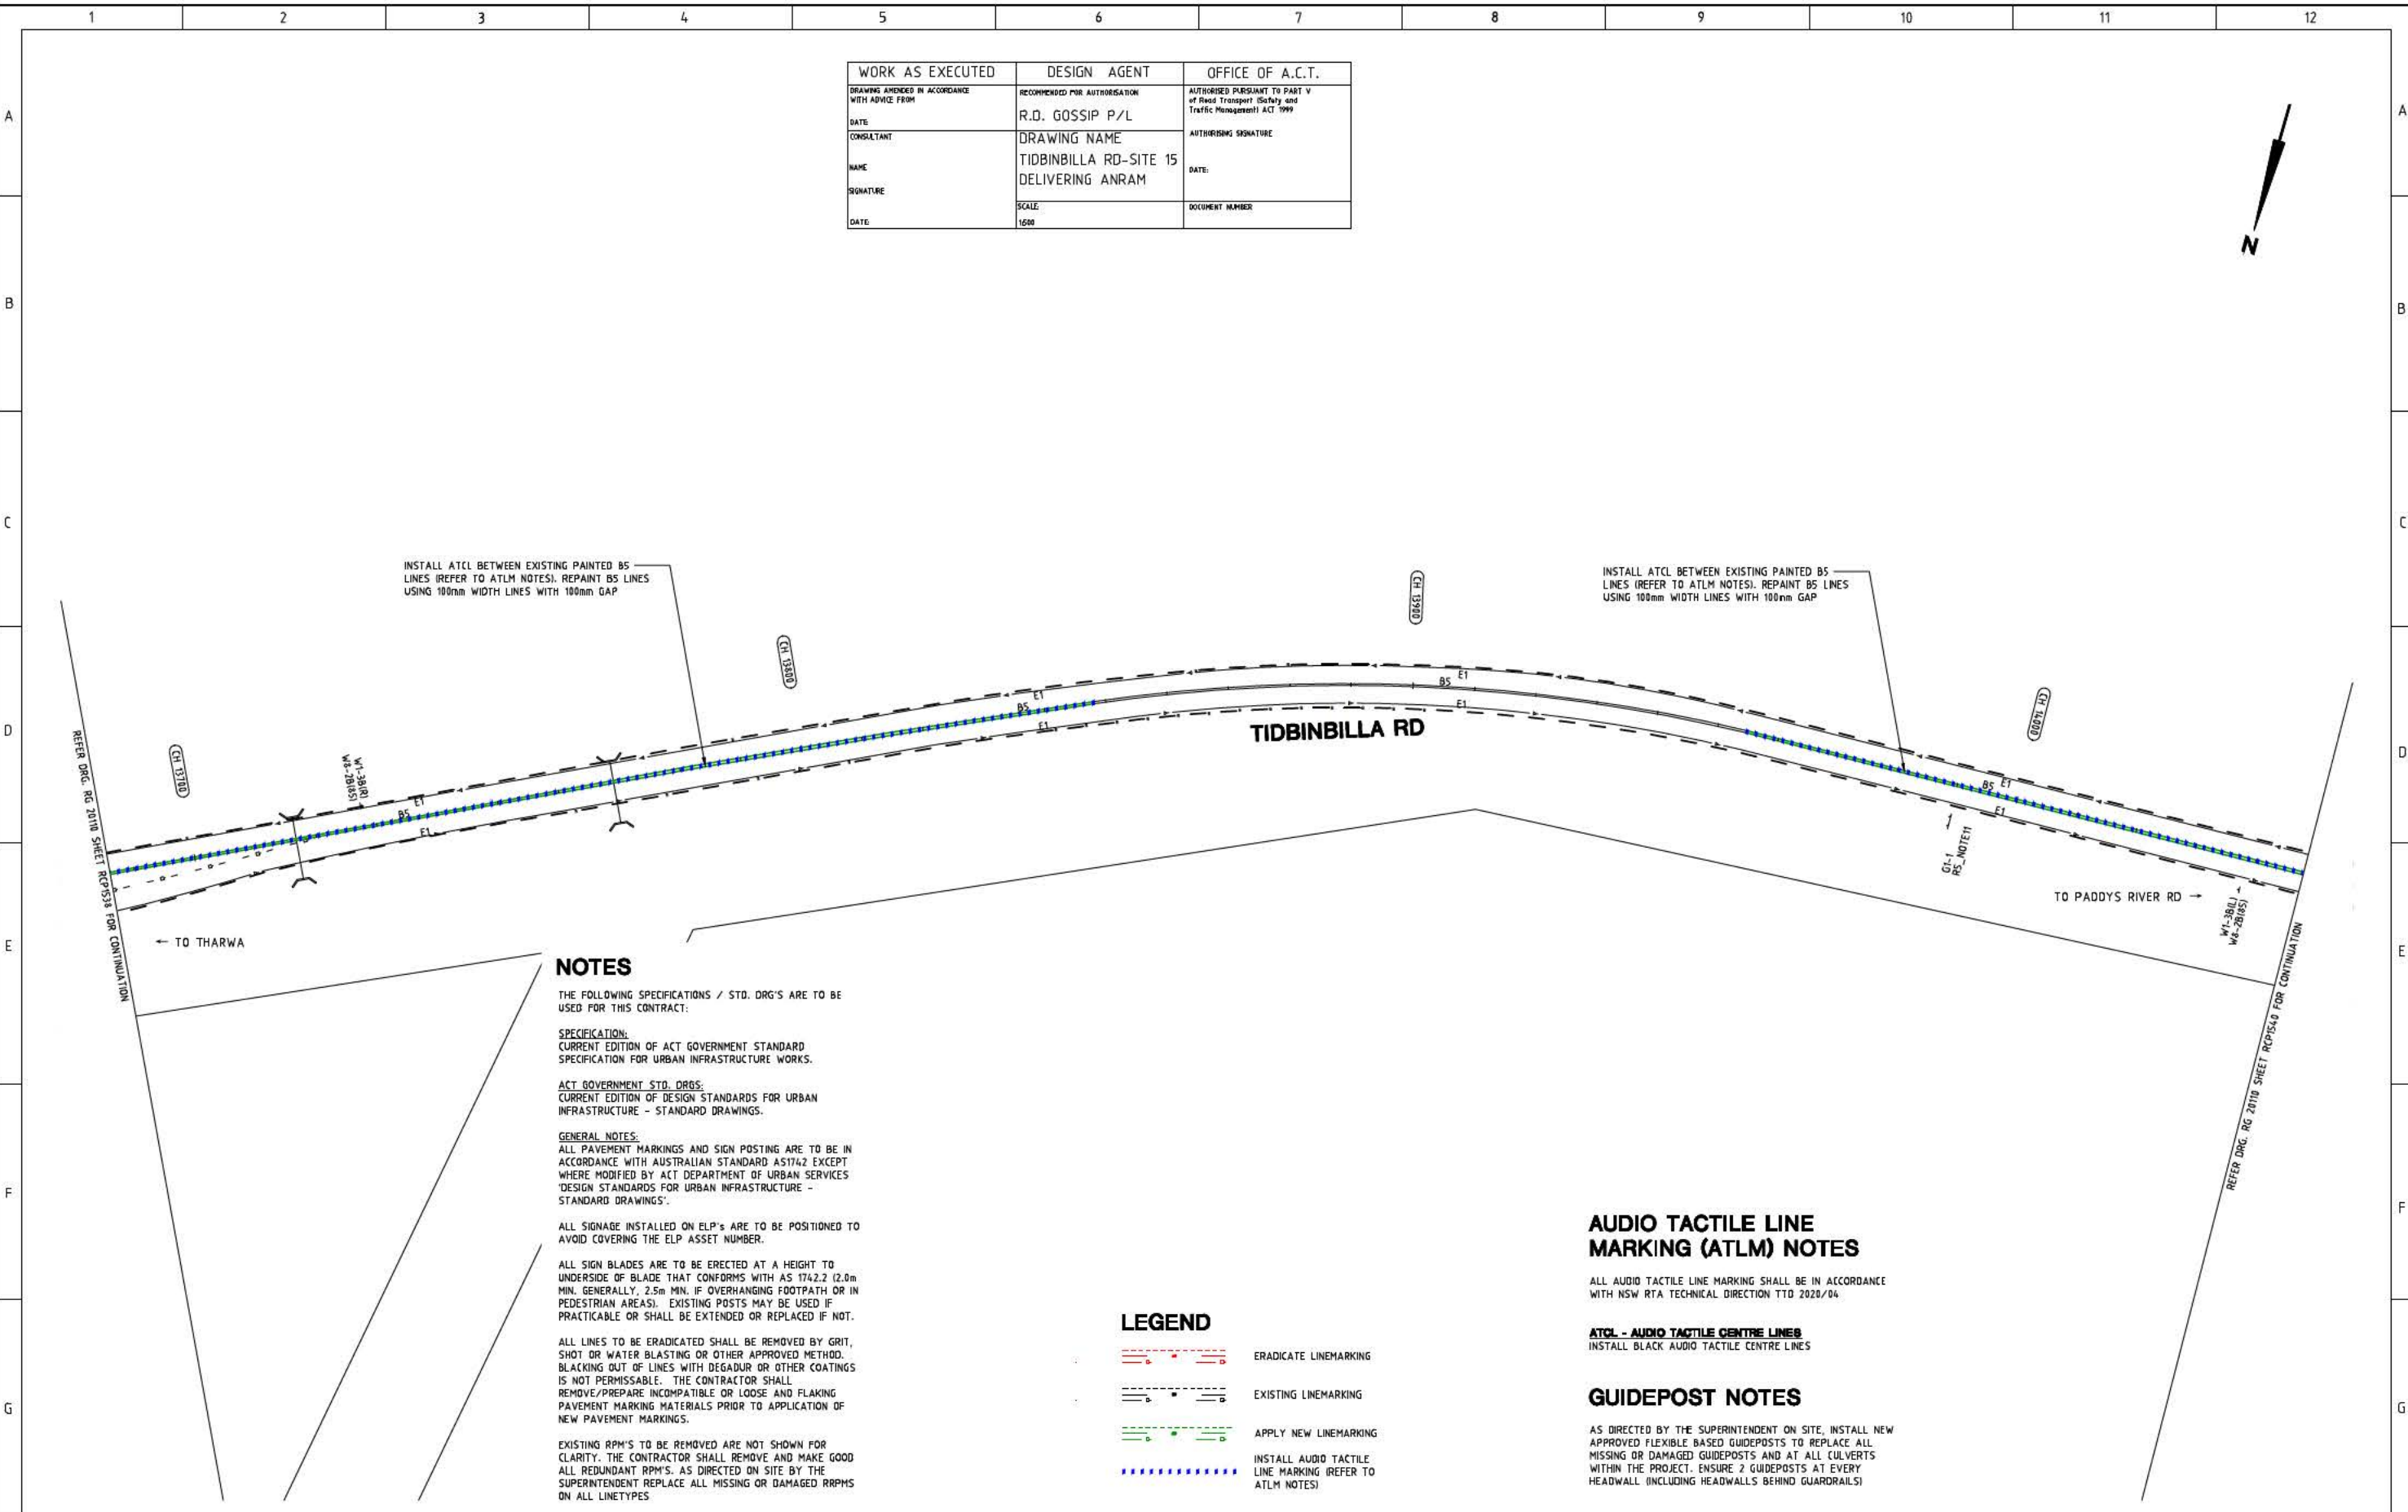 1 2 3 4 5 6 7 8 9 10 11 12
A
B
C
D
E
F
G
A
B
C
D
E
F
G
WORK AS EXECUTED
DRAWING AMENDED IN ACCORDANCE
WITH ADVICE FROM
DATE:
CONSULTANT
NAME
SIGNATURE
DATE:
DESIGN AGENT
RECOMMENDED FOR AUTHORISATION
R.D. GOSSIP P/L
DRAWING NAME
TIDBINBILLA RD-SITE 15
DELIVERING ANRAM
SCALE:
1:500
OFFICE OF A.C.T.
AUTHORISED PURSUANT TO PART V
of Road Transport (Safety and
Traffic Management) ACT 1999
AUTHORISING SIGNATURE
DATE:
DOCUMENT NUMBER
N
INSTALL ATCL BETWEEN EXISTING PAINTED B5
LINES (REFER TO ATLM NOTES). REPAINT B5 LINES
USING 100mm WIDTH LINES WITH 100mm GAP
INSTALL ATCL BETWEEN EXISTING PAINTED B5
LINES (REFER TO ATLM NOTES). REPAINT B5 LINES
USING 100mm WIDTH LINES WITH 100mm GAP
CH 13700
CH 13800
CH 13900
CH 14000
W1-3B(R)
W8-2B(85)
E1
B5
E1
E1
B5
E1
E1
B5
E1
E1
B5
E1
TIDBINBILLA RD
G1-1
R5_NOTE11
W1-3B(L)
W8-2B(85)
← TO THARWA
TO PADDYS RIVER RD →
REFER DRG. RG 20110 SHEET RCP1538 FOR CONTINUATION
REFER DRG. RG 20110 SHEET RCP1540 FOR CONTINUATION
NOTES
THE FOLLOWING SPECIFICATIONS / STD. DRG'S ARE TO BE
USED FOR THIS CONTRACT:
SPECIFICATION:
CURRENT EDITION OF ACT GOVERNMENT STANDARD
SPECIFICATION FOR URBAN INFRASTRUCTURE WORKS.
ACT GOVERNMENT STD. DRGS:
CURRENT EDITION OF DESIGN STANDARDS FOR URBAN
INFRASTRUCTURE - STANDARD DRAWINGS.
GENERAL NOTES:
ALL PAVEMENT MARKINGS AND SIGN POSTING ARE TO BE IN
ACCORDANCE WITH AUSTRALIAN STANDARD AS1742 EXCEPT
WHERE MODIFIED BY ACT DEPARTMENT OF URBAN SERVICES
'DESIGN STANDARDS FOR URBAN INFRASTRUCTURE -
STANDARD DRAWINGS'.
ALL SIGNAGE INSTALLED ON ELP's ARE TO BE POSITIONED TO
AVOID COVERING THE ELP ASSET NUMBER.
ALL SIGN BLADES ARE TO BE ERECTED AT A HEIGHT TO
UNDERSIDE OF BLADE THAT CONFORMS WITH AS 1742.2 (2.0m
MIN. GENERALLY, 2.5m MIN. IF OVERHANGING FOOTPATH OR IN
PEDESTRIAN AREAS). EXISTING POSTS MAY BE USED IF
PRACTICABLE OR SHALL BE EXTENDED OR REPLACED IF NOT.
ALL LINES TO BE ERADICATED SHALL BE REMOVED BY GRIT,
SHOT OR WATER BLASTING OR OTHER APPROVED METHOD.
BLACKING OUT OF LINES WITH DEGADUR OR OTHER COATINGS
IS NOT PERMISSABLE. THE CONTRACTOR SHALL
REMOVE/PREPARE INCOMPATIBLE OR LOOSE AND FLAKING
PAVEMENT MARKING MATERIALS PRIOR TO APPLICATION OF
NEW PAVEMENT MARKINGS.
EXISTING RPM'S TO BE REMOVED ARE NOT SHOWN FOR
CLARITY. THE CONTRACTOR SHALL REMOVE AND MAKE GOOD
ALL REDUNDANT RPM'S. AS DIRECTED ON SITE BY THE
SUPERINTENDENT REPLACE ALL MISSING OR DAMAGED RRPMS
ON ALL LINETYPES
LEGEND
ERADICATE LINEMARKING
EXISTING LINEMARKING
APPLY NEW LINEMARKING
INSTALL AUDIO TACTILE
LINE MARKING (REFER TO
ATLM NOTES)
AUDIO TACTILE LINE
MARKING (ATLM) NOTES
ALL AUDIO TACTILE LINE MARKING SHALL BE IN ACCORDANCE
WITH NSW RTA TECHNICAL DIRECTION TTD 2020/04
ATCL - AUDIO TACTILE CENTRE LINES
INSTALL BLACK AUDIO TACTILE CENTRE LINES
GUIDEPOST NOTES
AS DIRECTED BY THE SUPERINTENDENT ON SITE, INSTALL NEW
APPROVED FLEXIBLE BASED GUIDEPOSTS TO REPLACE ALL
MISSING OR DAMAGED GUIDEPOSTS AND AT ALL CULVERTS
WITHIN THE PROJECT. ENSURE 2 GUIDEPOSTS AT EVERY
HEADWALL (INCLUDING HEADWALLS BEHIND GUARDRAILS)